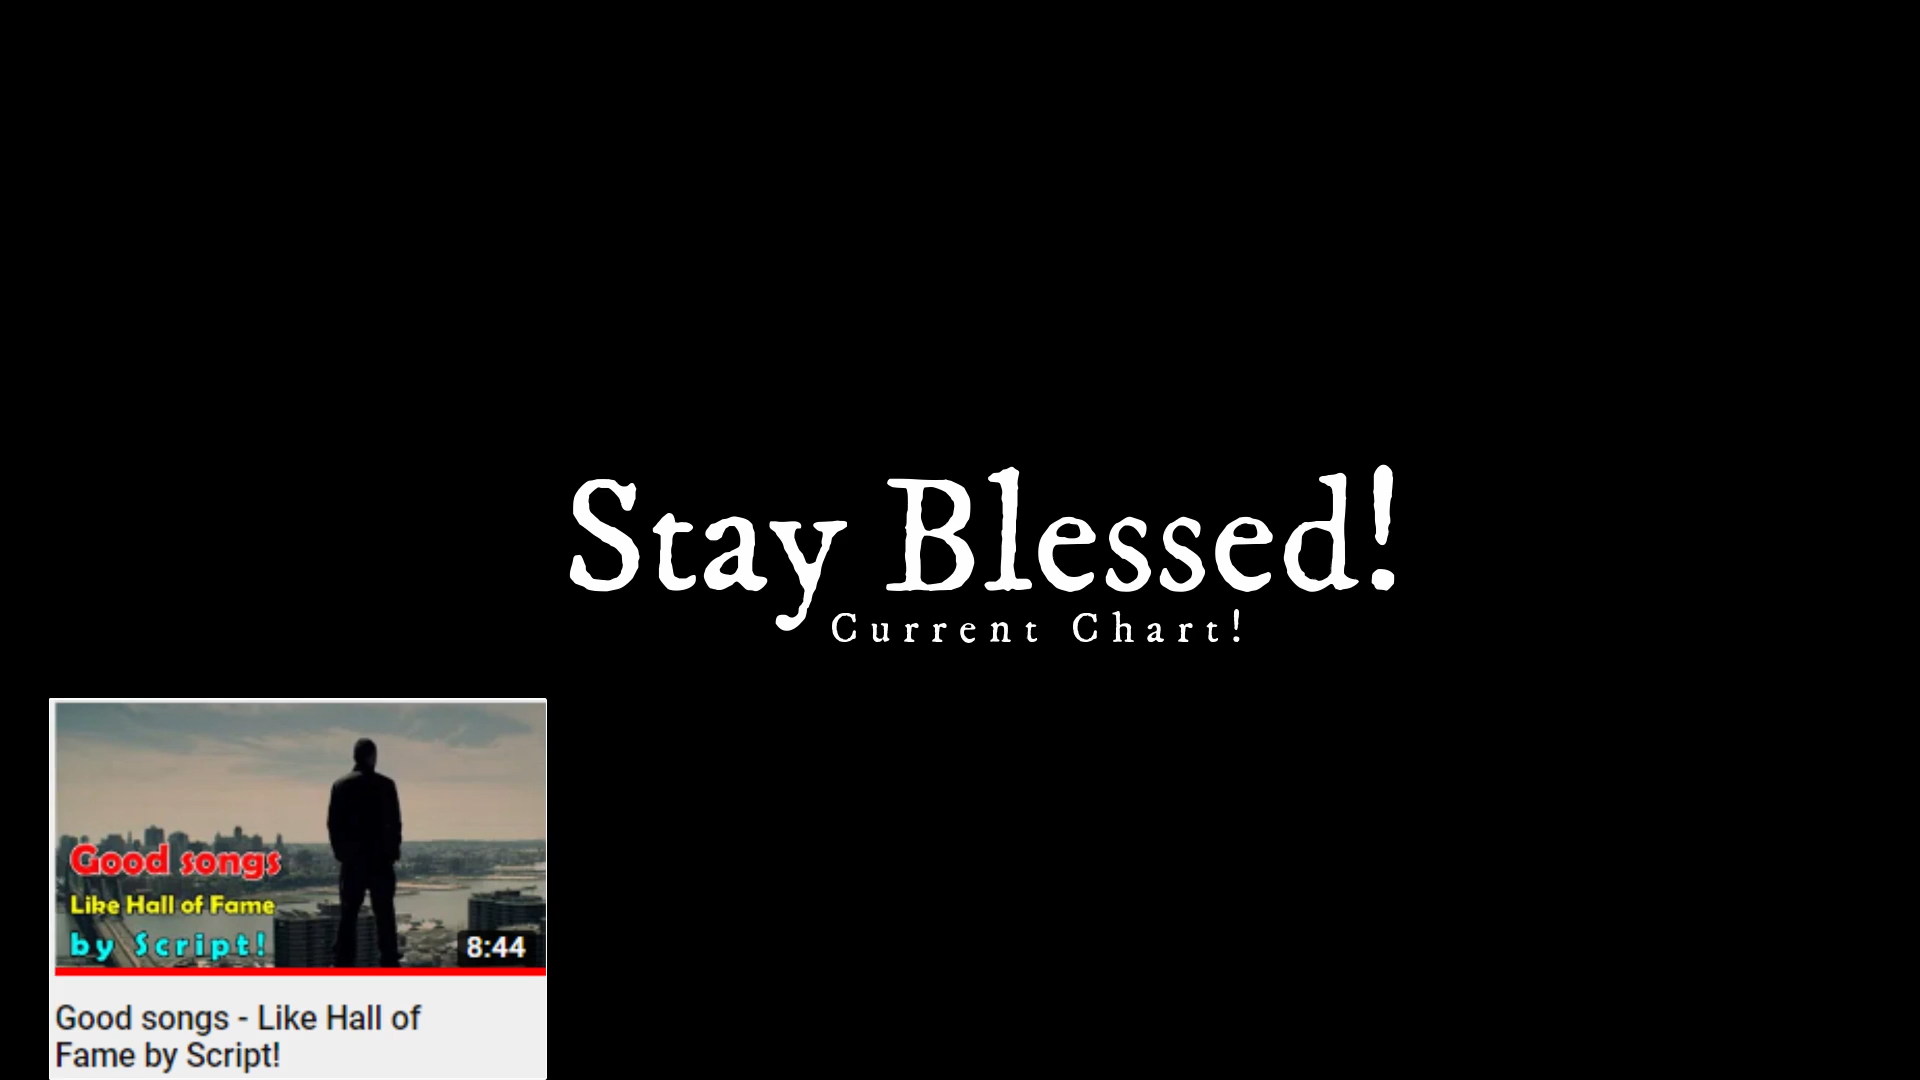 Stay Blessed!
Current Chart!
Good songs
Like Hall of Fame
by Script!
8:44
Good songs - Like Hall of
Fame by Script!